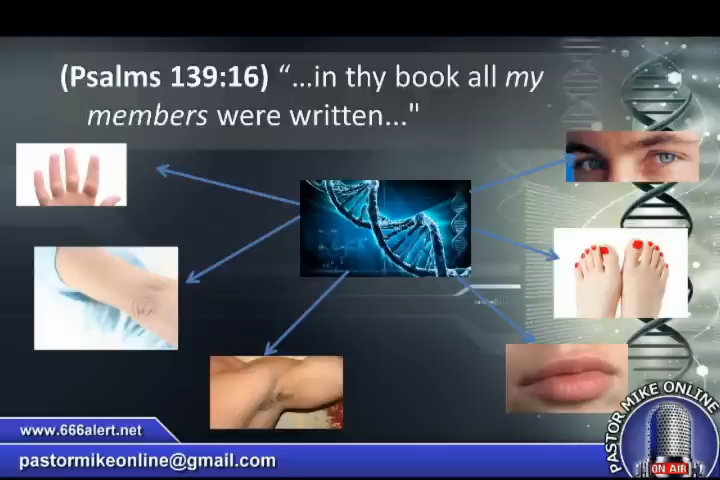 (Psalms 139:16) “...in thy book all my
members were written..."
www.666alert.net
pastormikeonline@gmail.com
PASTOR MIKE ONLINE
ON AIR